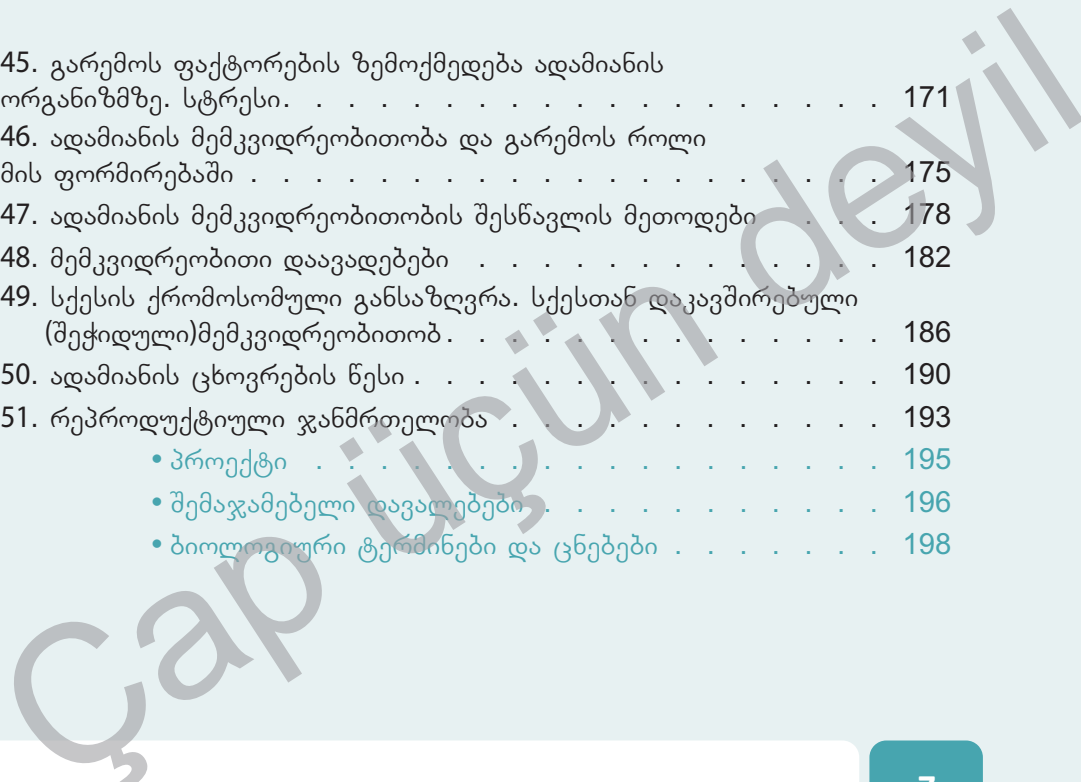 45. გარემოს ფაქტორების ზემოქმედება ადამიანის
ორგანიზმზე. სტრესი. . . . . . . . . . . . . . . . . . . . 171
46. ადამიანის მემკვიდრეობითობა და გარემოს როლი
მის ფორმირებაში . . . . . . . . . . . . . . . . . . . . . 175
47. ადამიანის მემკვიდრეობითობის შესწავლის მეთოდები . . . 178
48. მემკვიდრეობითი დაავადებები . . . . . . . . . . . . . 182
49. სქესის ქრომოსომული განსაზღვრა. სქესთან დაკავშირებული
(შეჭიდული)მემკვიდრეობითობ . . . . . . . . . . . . . . 186
50. ადამიანის ცხოვრების წესი . . . . . . . . . . . . . . . 190
51. რეპროდუქტიული ჯანმრთელობა . . . . . . . . . . . . 193
• პროექტი . . . . . . . . . . . . . . . . . . 195
• შემაჯამებელი დავალებები . . . . . . . . . . . 196
• ბიოლოგიური ტერმინები და ცნებები . . . . . . . 198
Çap üçün deyil
7